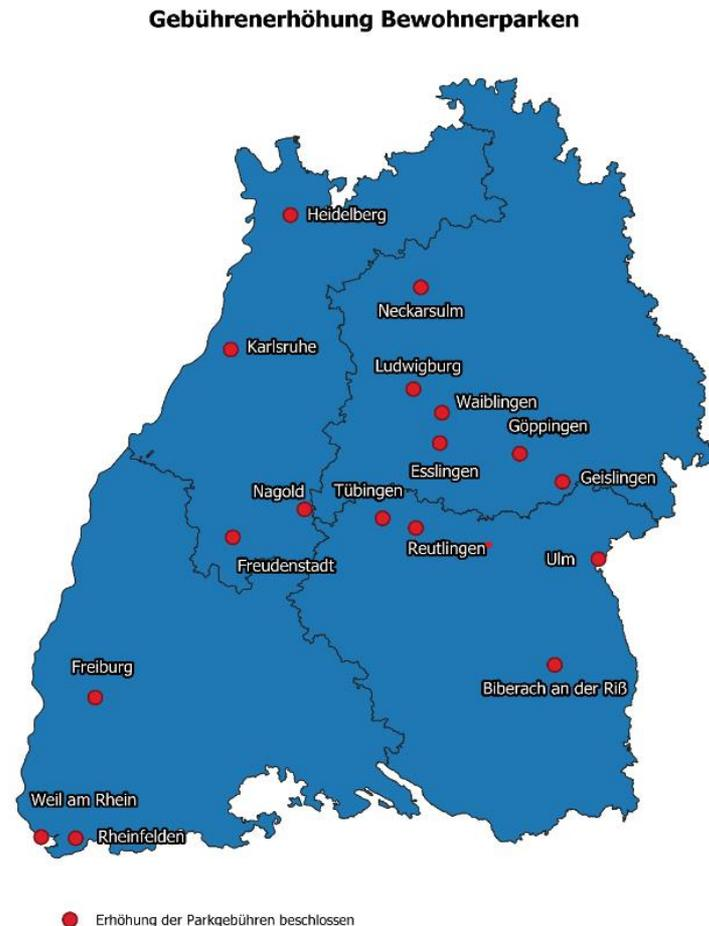 Gebührenerhöhung Bewohnerparken
Heidelberg
Neckarsulm
Karlsruhe
Ludwigburg
Waiblingen
Göppingen
Esslingen
Geislingen
Nagold
Tübingen
Reutlingen
Freudenstadt
Ulm
Freiburg
Biberach an der Riß
Weil am Rhein
Rheinfelden
Erhöhung der Parkgebühren beschlossen